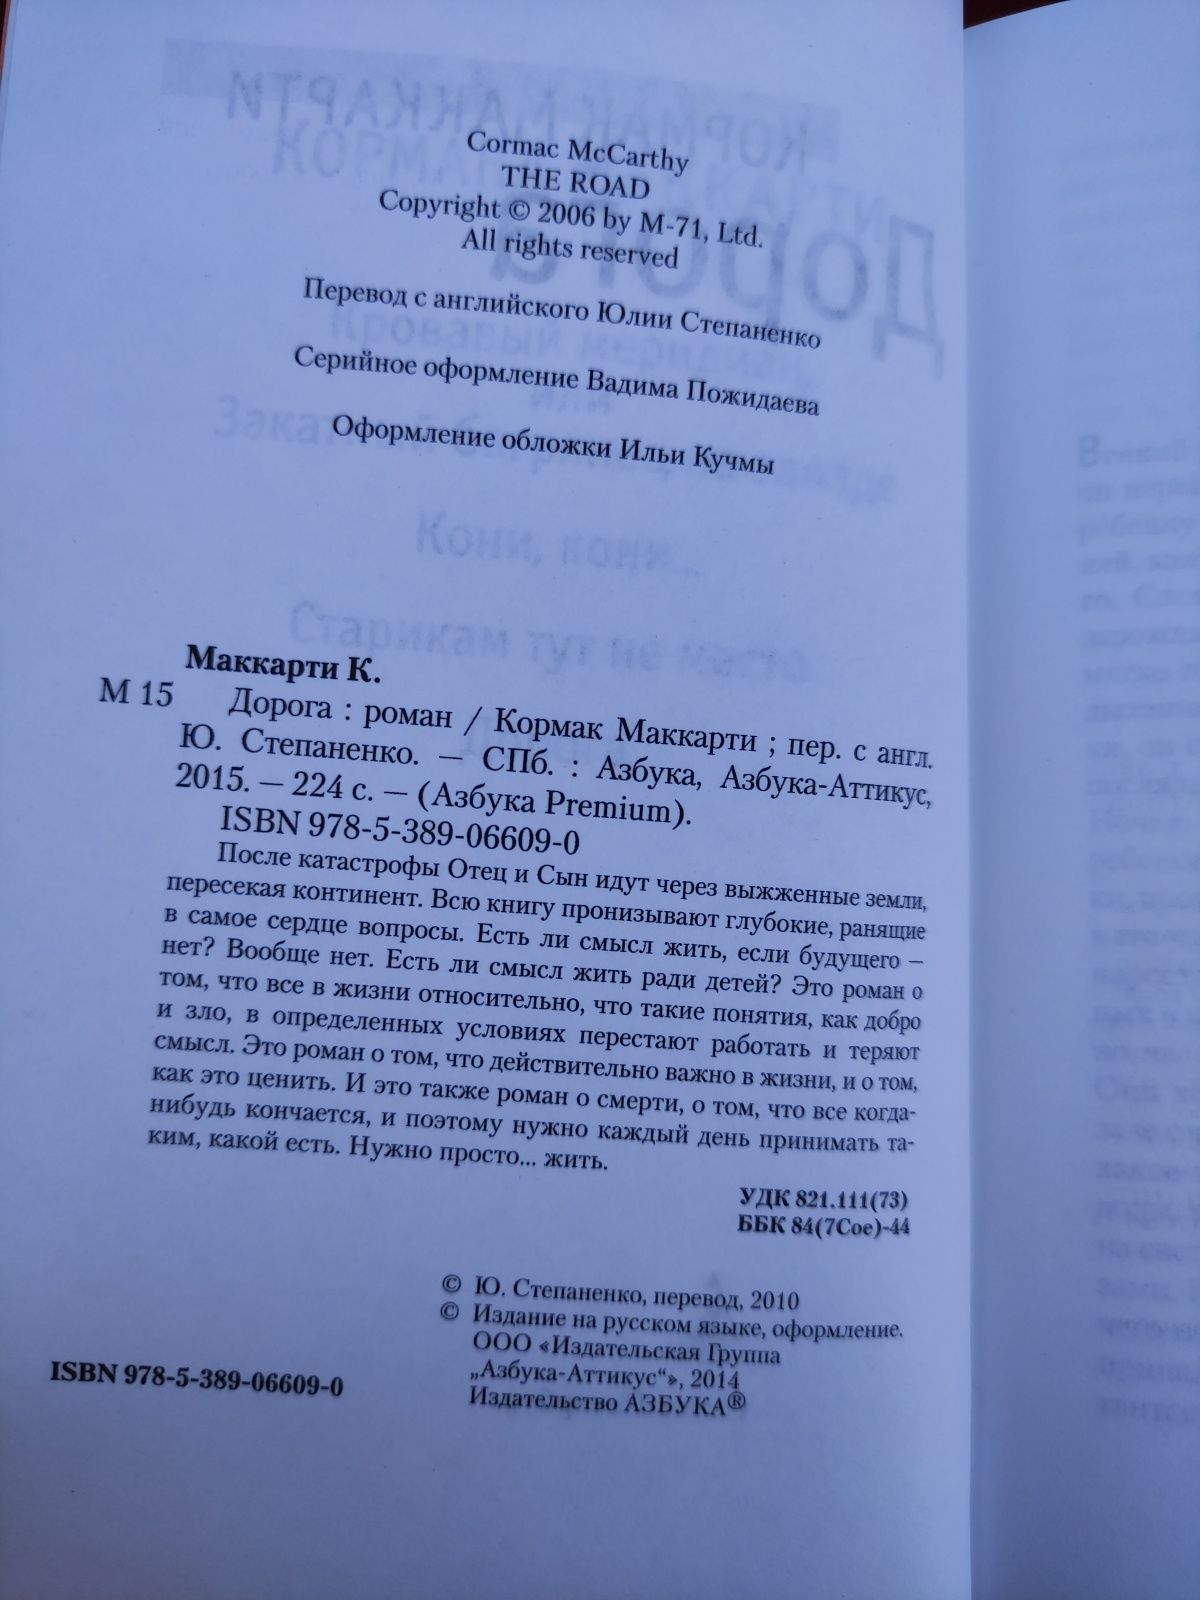 Cormac McCarthy
THE ROAD
Copyright © 2006 by M-71, Ltd.
All rights reserved
Перевод с английского Юлии Степаненко
Серийное оформление Вадима Пожидаева
Оформление обложки Ильи Кучмы
Кони, кони...
Старикам тут не место
Маккарти К.
М 15 Дорога : роман / Кормак Маккарти ; пер. с англ.
Ю. Степаненко. — СПб. : Азбука, Азбука-Аттикус,
2015. — 224 с. — (Азбука Premium).
ISBN 978-5-389-06609-0
После катастрофы Отец и Сын идут через выжженные земли,
пересекая континент. Всю книгу пронизывают глубокие, ранящие
в самое сердце вопросы. Есть ли смысл жить, если будущего —
нет? Вообще нет. Есть ли смысл жить ради детей? Это роман о
том, что все в жизни относительно, что такие понятия, как добро
и зло, в определенных условиях перестают работать и теряют
смысл. Это роман о том, что действительно важно в жизни, и о том,
как это ценить. И это также роман о смерти, о том, что все когда-
нибудь кончается, и поэтому нужно каждый день принимать та-
ким, какой есть. Нужно просто... жить.
УДК 821.111(73)
ББК 84(7Сое)-44
© Ю. Степаненко, перевод, 2010
© Издание на русском языке, оформление.
ООО «Издательская Группа
„Азбука-Аттикус“», 2014
Издательство АЗБУКА®
ISBN 978-5-389-06609-0